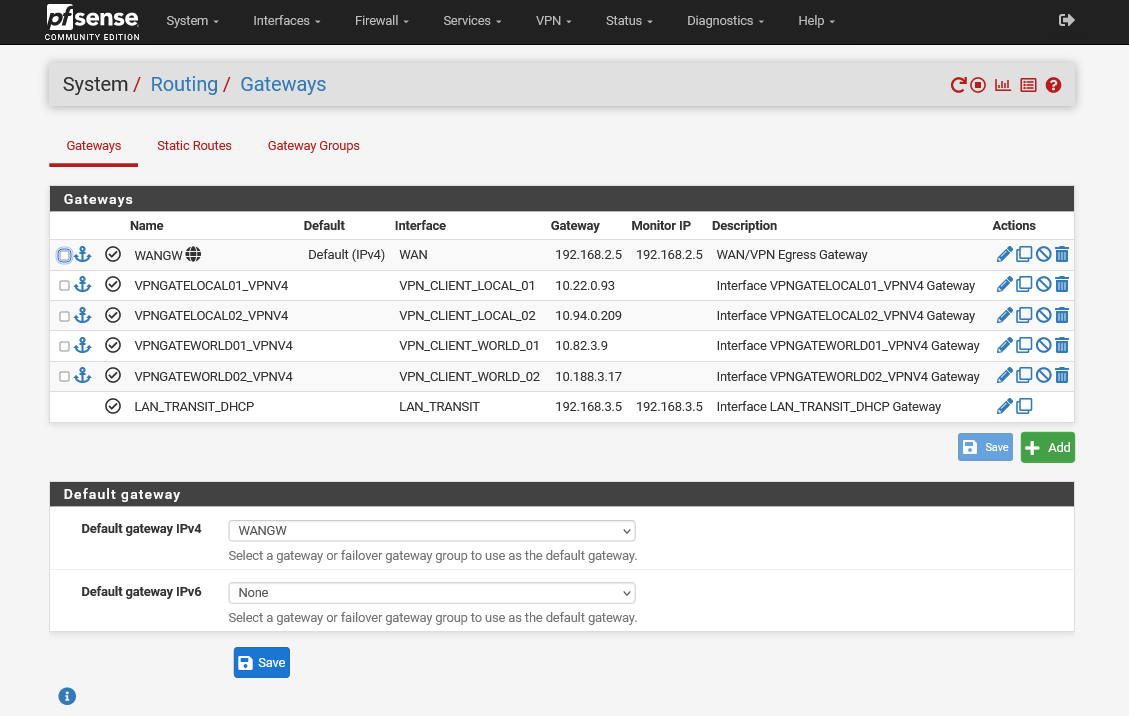 pfsense
COMMUNITY EDITION
System Interfaces Firewall Services VPN Status Diagnostics Help
System / Routing / Gateways
Gateways Static Routes Gateway Groups
Gateways
Name Default Interface Gateway Monitor IP Description Actions
WANGW Default (IPv4) WAN 192.168.2.5 192.168.2.5 WAN/VPN Egress Gateway
VPNGATELOCAL01_VPNV4 VPN_CLIENT_LOCAL_01 10.22.0.93 Interface VPNGATELOCAL01_VPNV4 Gateway
VPNGATELOCAL02_VPNV4 VPN_CLIENT_LOCAL_02 10.94.0.209 Interface VPNGATELOCAL02_VPNV4 Gateway
VPNGATEWORLD01_VPNV4 VPN_CLIENT_WORLD_01 10.82.3.9 Interface VPNGATEWORLD01_VPNV4 Gateway
VPNGATEWORLD02_VPNV4 VPN_CLIENT_WORLD_02 10.188.3.17 Interface VPNGATEWORLD02_VPNV4 Gateway
LAN_TRANSIT_DHCP LAN_TRANSIT 192.168.3.5 192.168.3.5 Interface LAN_TRANSIT_DHCP Gateway
Save Add
Default gateway
Default gateway IPv4 WANGW
Select a gateway or failover gateway group to use as the default gateway.
Default gateway IPv6 None
Select a gateway or failover gateway group to use as the default gateway.
Save